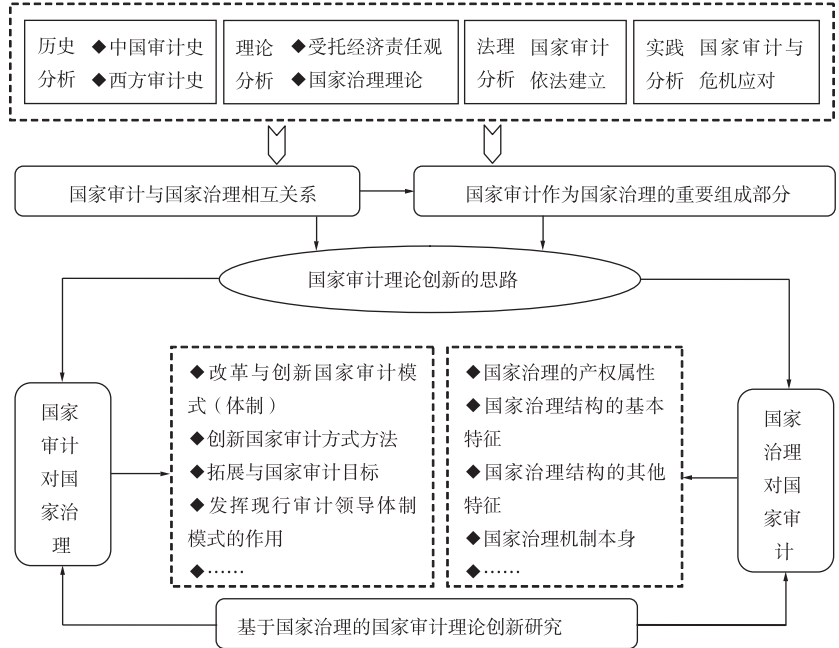 历史 ◆中国审计史
分析 ◆西方审计史
理论 ◆受托经济责任观
分析 ◆国家治理理论
法理 国家审计
分析 依法建立
实践 国家审计与
分析 危机应对
国家审计与国家治理相互关系
国家审计作为国家治理的重要组成部分
国家审计理论创新的思路
国家
审计
对国
家治
理
◆改革与创新国家审计模
式（体制）
◆创新国家审计方式方法
◆拓展与国家审计目标
◆发挥现行审计领导体制
模式的作用
◆……
◆国家治理的产权属性
◆国家治理结构的基本
特征
◆国家治理结构的其他
特征
◆国家治理机制本身
◆……
国家
治理
对国
家审
计
基于国家治理的国家审计理论创新研究